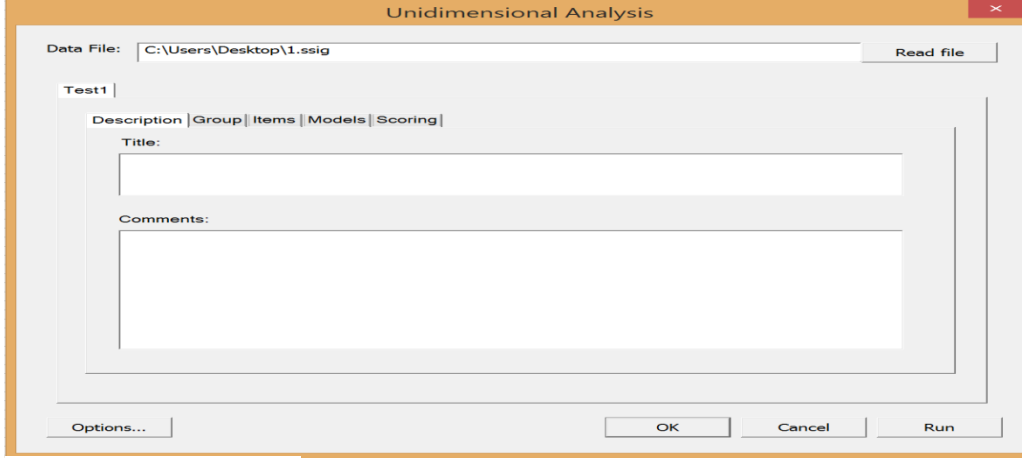 Unidimensional Analysis
Data File: C:\Users\Desktop\1.ssig Read file
Test1
Description Group Items Models Scoring
Title:
Comments:
Options... OK Cancel Run